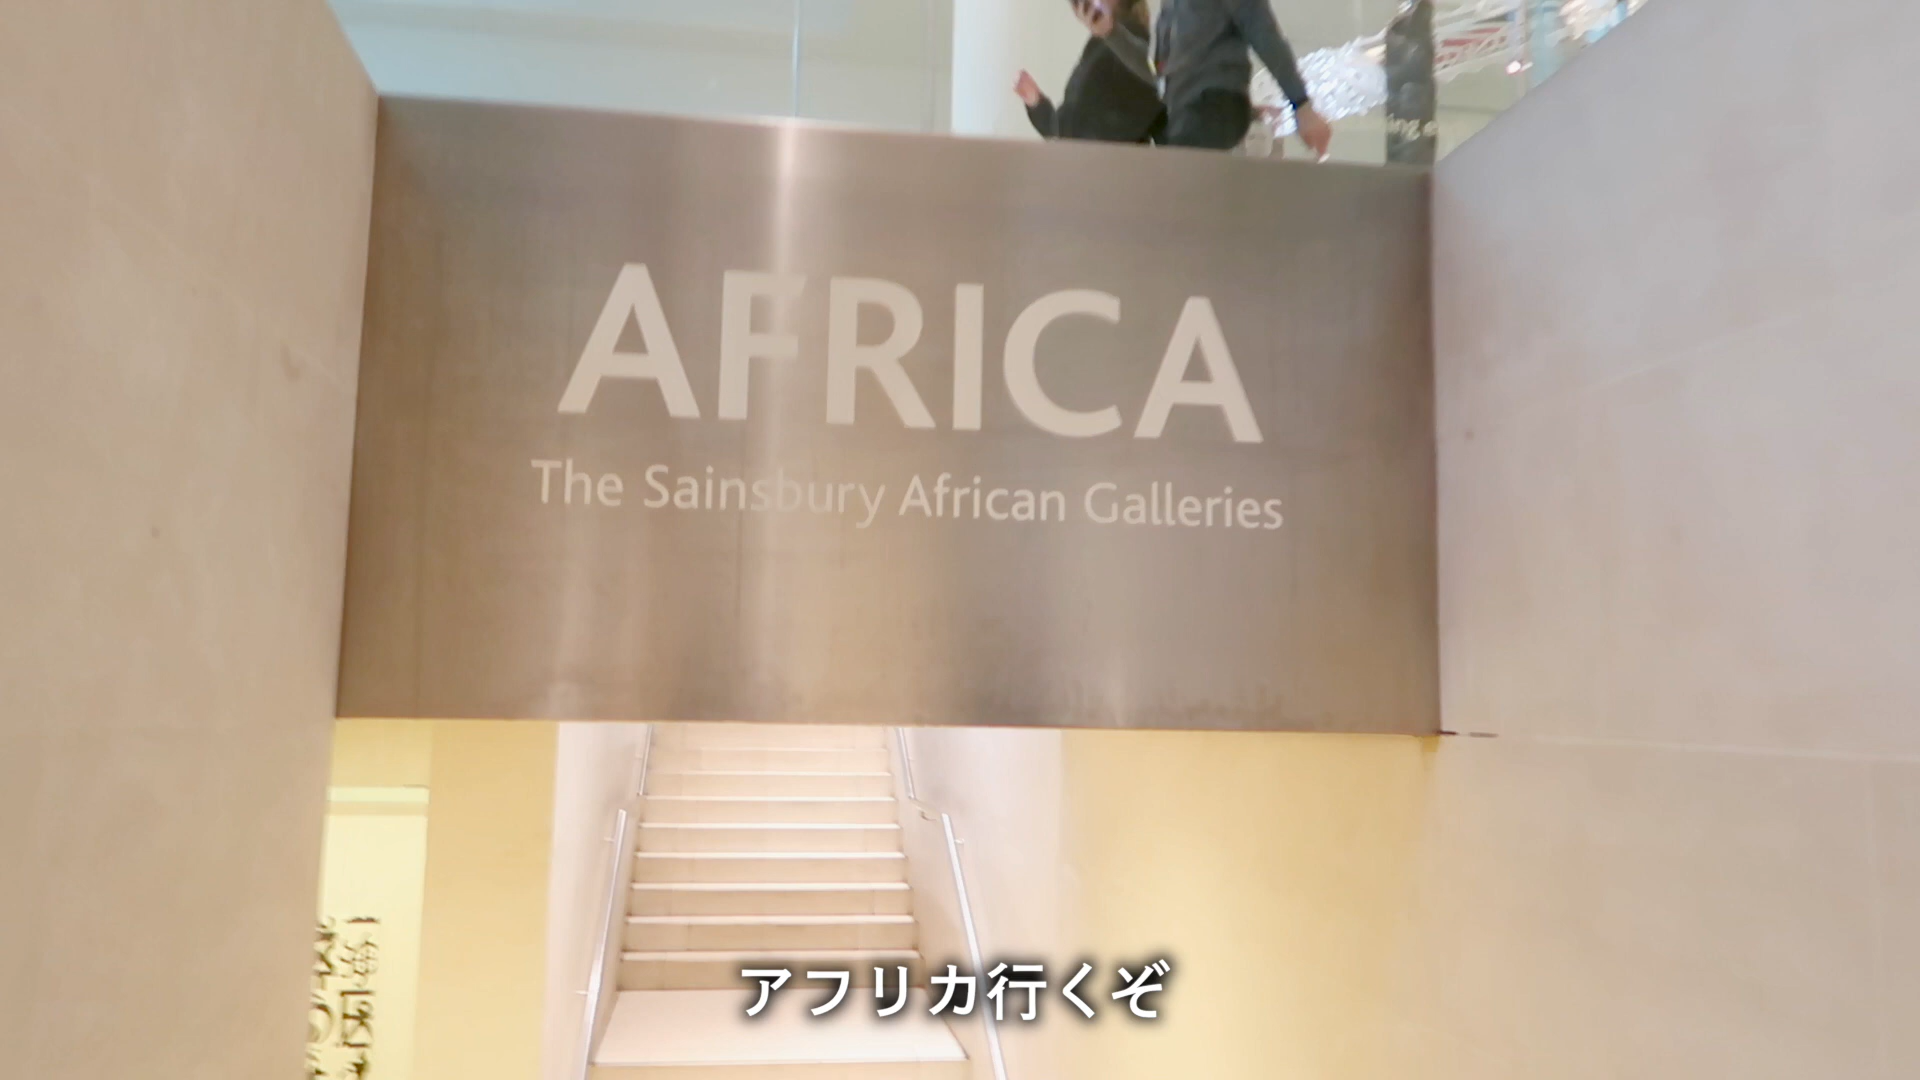 AFRICA
The Sainsbury African Galleries
アフリカ行くぞ